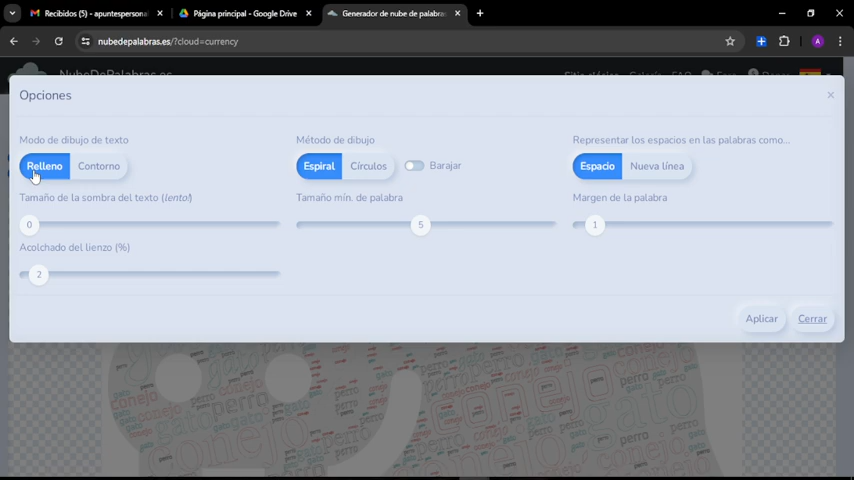 Recibidos (5) - apuntespersonal
Página principal - Google Drive
Generador de nube de palabras
nubedepalabras.es/?cloud=currency
A
NubeDePalabras.es
Opciones
Modo de dibujo de texto
Relleno Contorno
Método de dibujo
Espiral Círculos Barajar
Representar los espacios en las palabras como...
Espacio Nueva línea
Tamaño de la sombra del texto (lento!)
0
Tamaño mín. de palabra
5
Margen de la palabra
1
Acolchado del lienzo (%)
2
Aplicar Cerrar
conejo perro gato